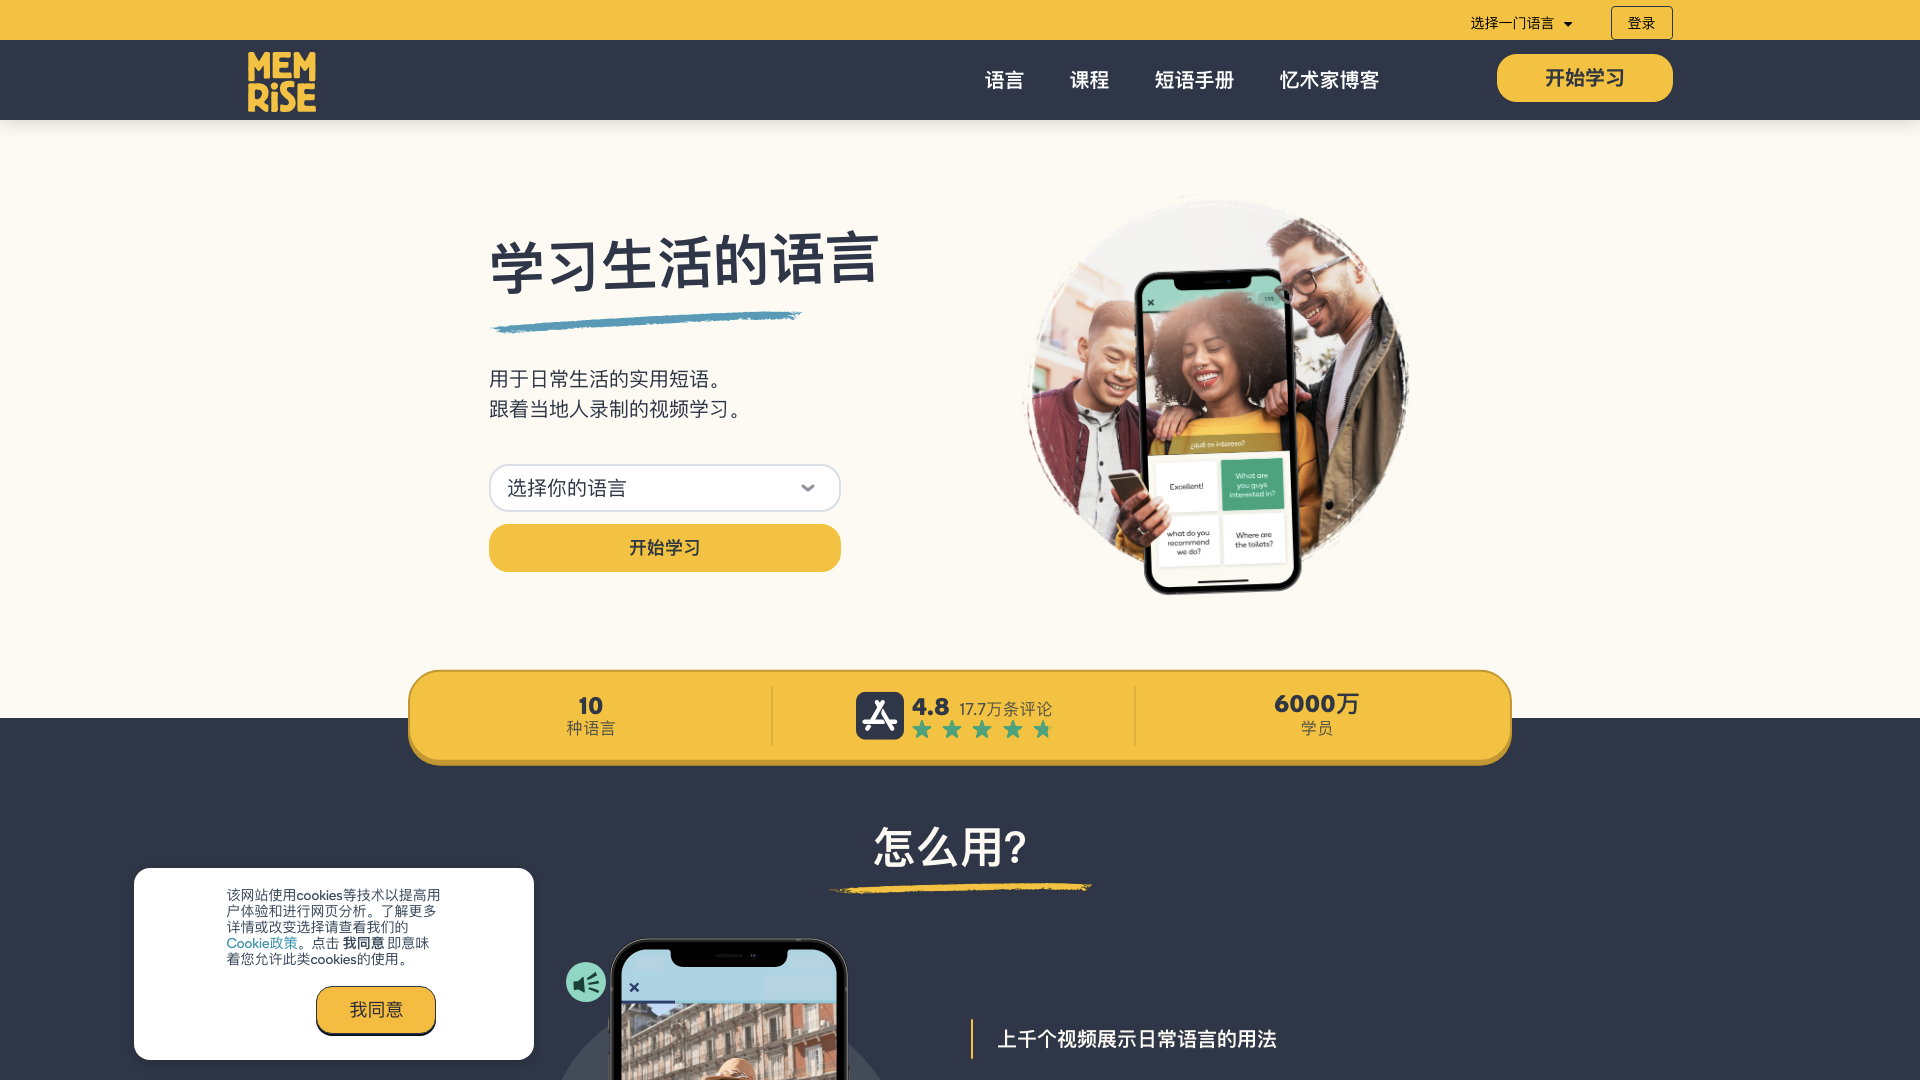 选择一门语言
登录
MEM
RiSE
语言
课程
短语手册
忆术家博客
开始学习
学习生活的语言
用于日常生活的实用短语。
跟着当地人录制的视频学习。
选择你的语言
开始学习
¿qué os interesa?
Excellent!
What are
you guys
interested in?
what do you
recommend
we do?
Where are
the toilets?
10
种语言
4.8 17.7万条评论
6000万
学员
怎么用?
上千个视频展示日常语言的用法
该网站使用cookies等技术以提高用
户体验和进行网页分析。了解更多
详情或改变选择请查看我们的
Cookie政策。点击 我同意 即意味
着您允许此类cookies的使用。
我同意